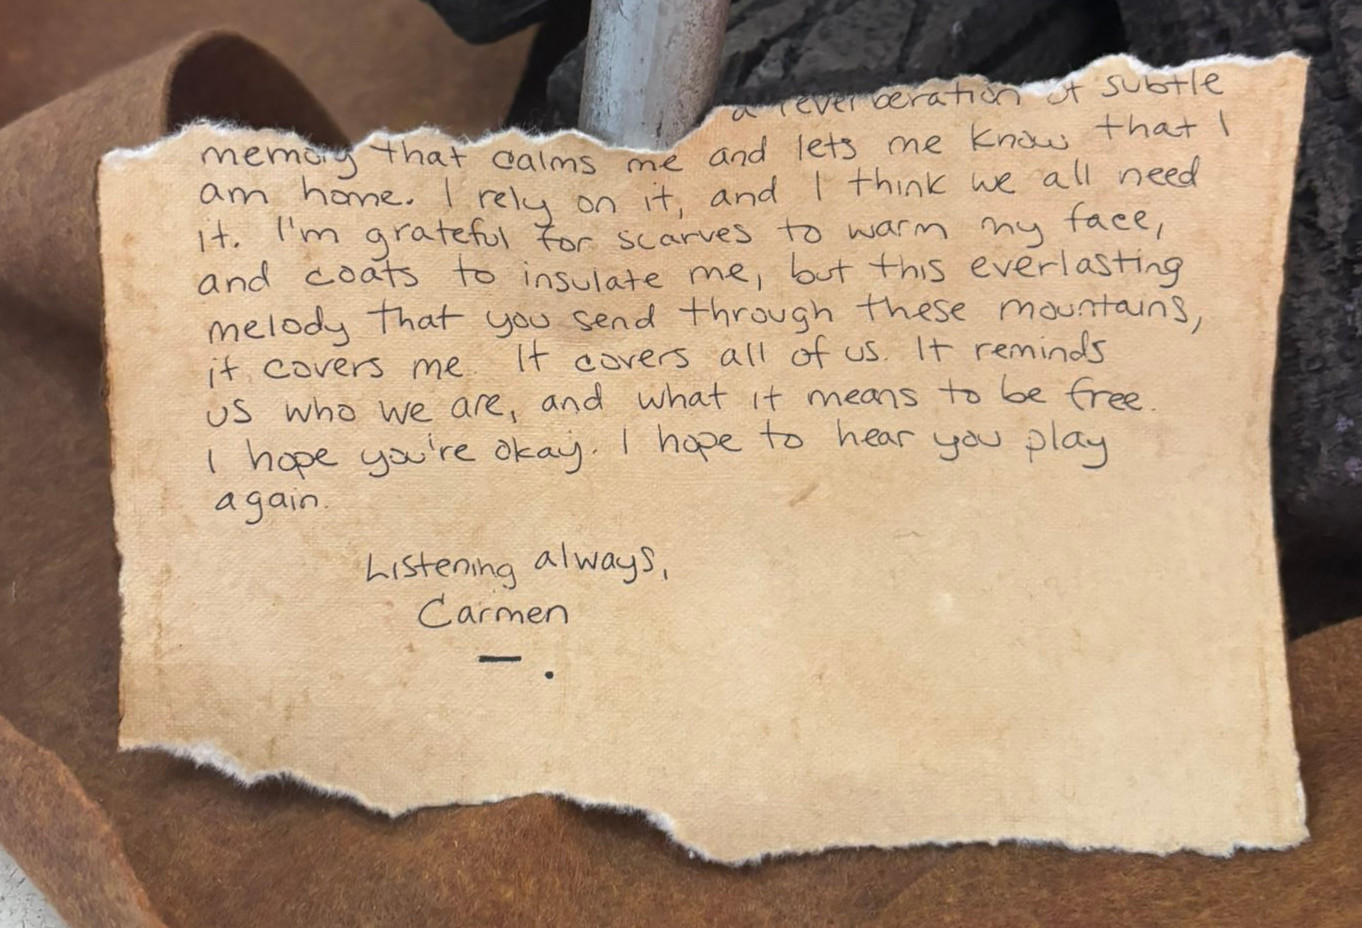 a reverberation of subtle
memory that calms me and lets me know that I
am home. I rely on it, and I think we all need
it. I'm grateful for scarves to warm my face,
and coats to insulate me, but this everlasting
melody that you send through these mountains,
it covers me. It covers all of us. It reminds
us who we are, and what it means to be free.
I hope you're okay. I hope to hear you play
again.
Listening always,
Carmen
— .